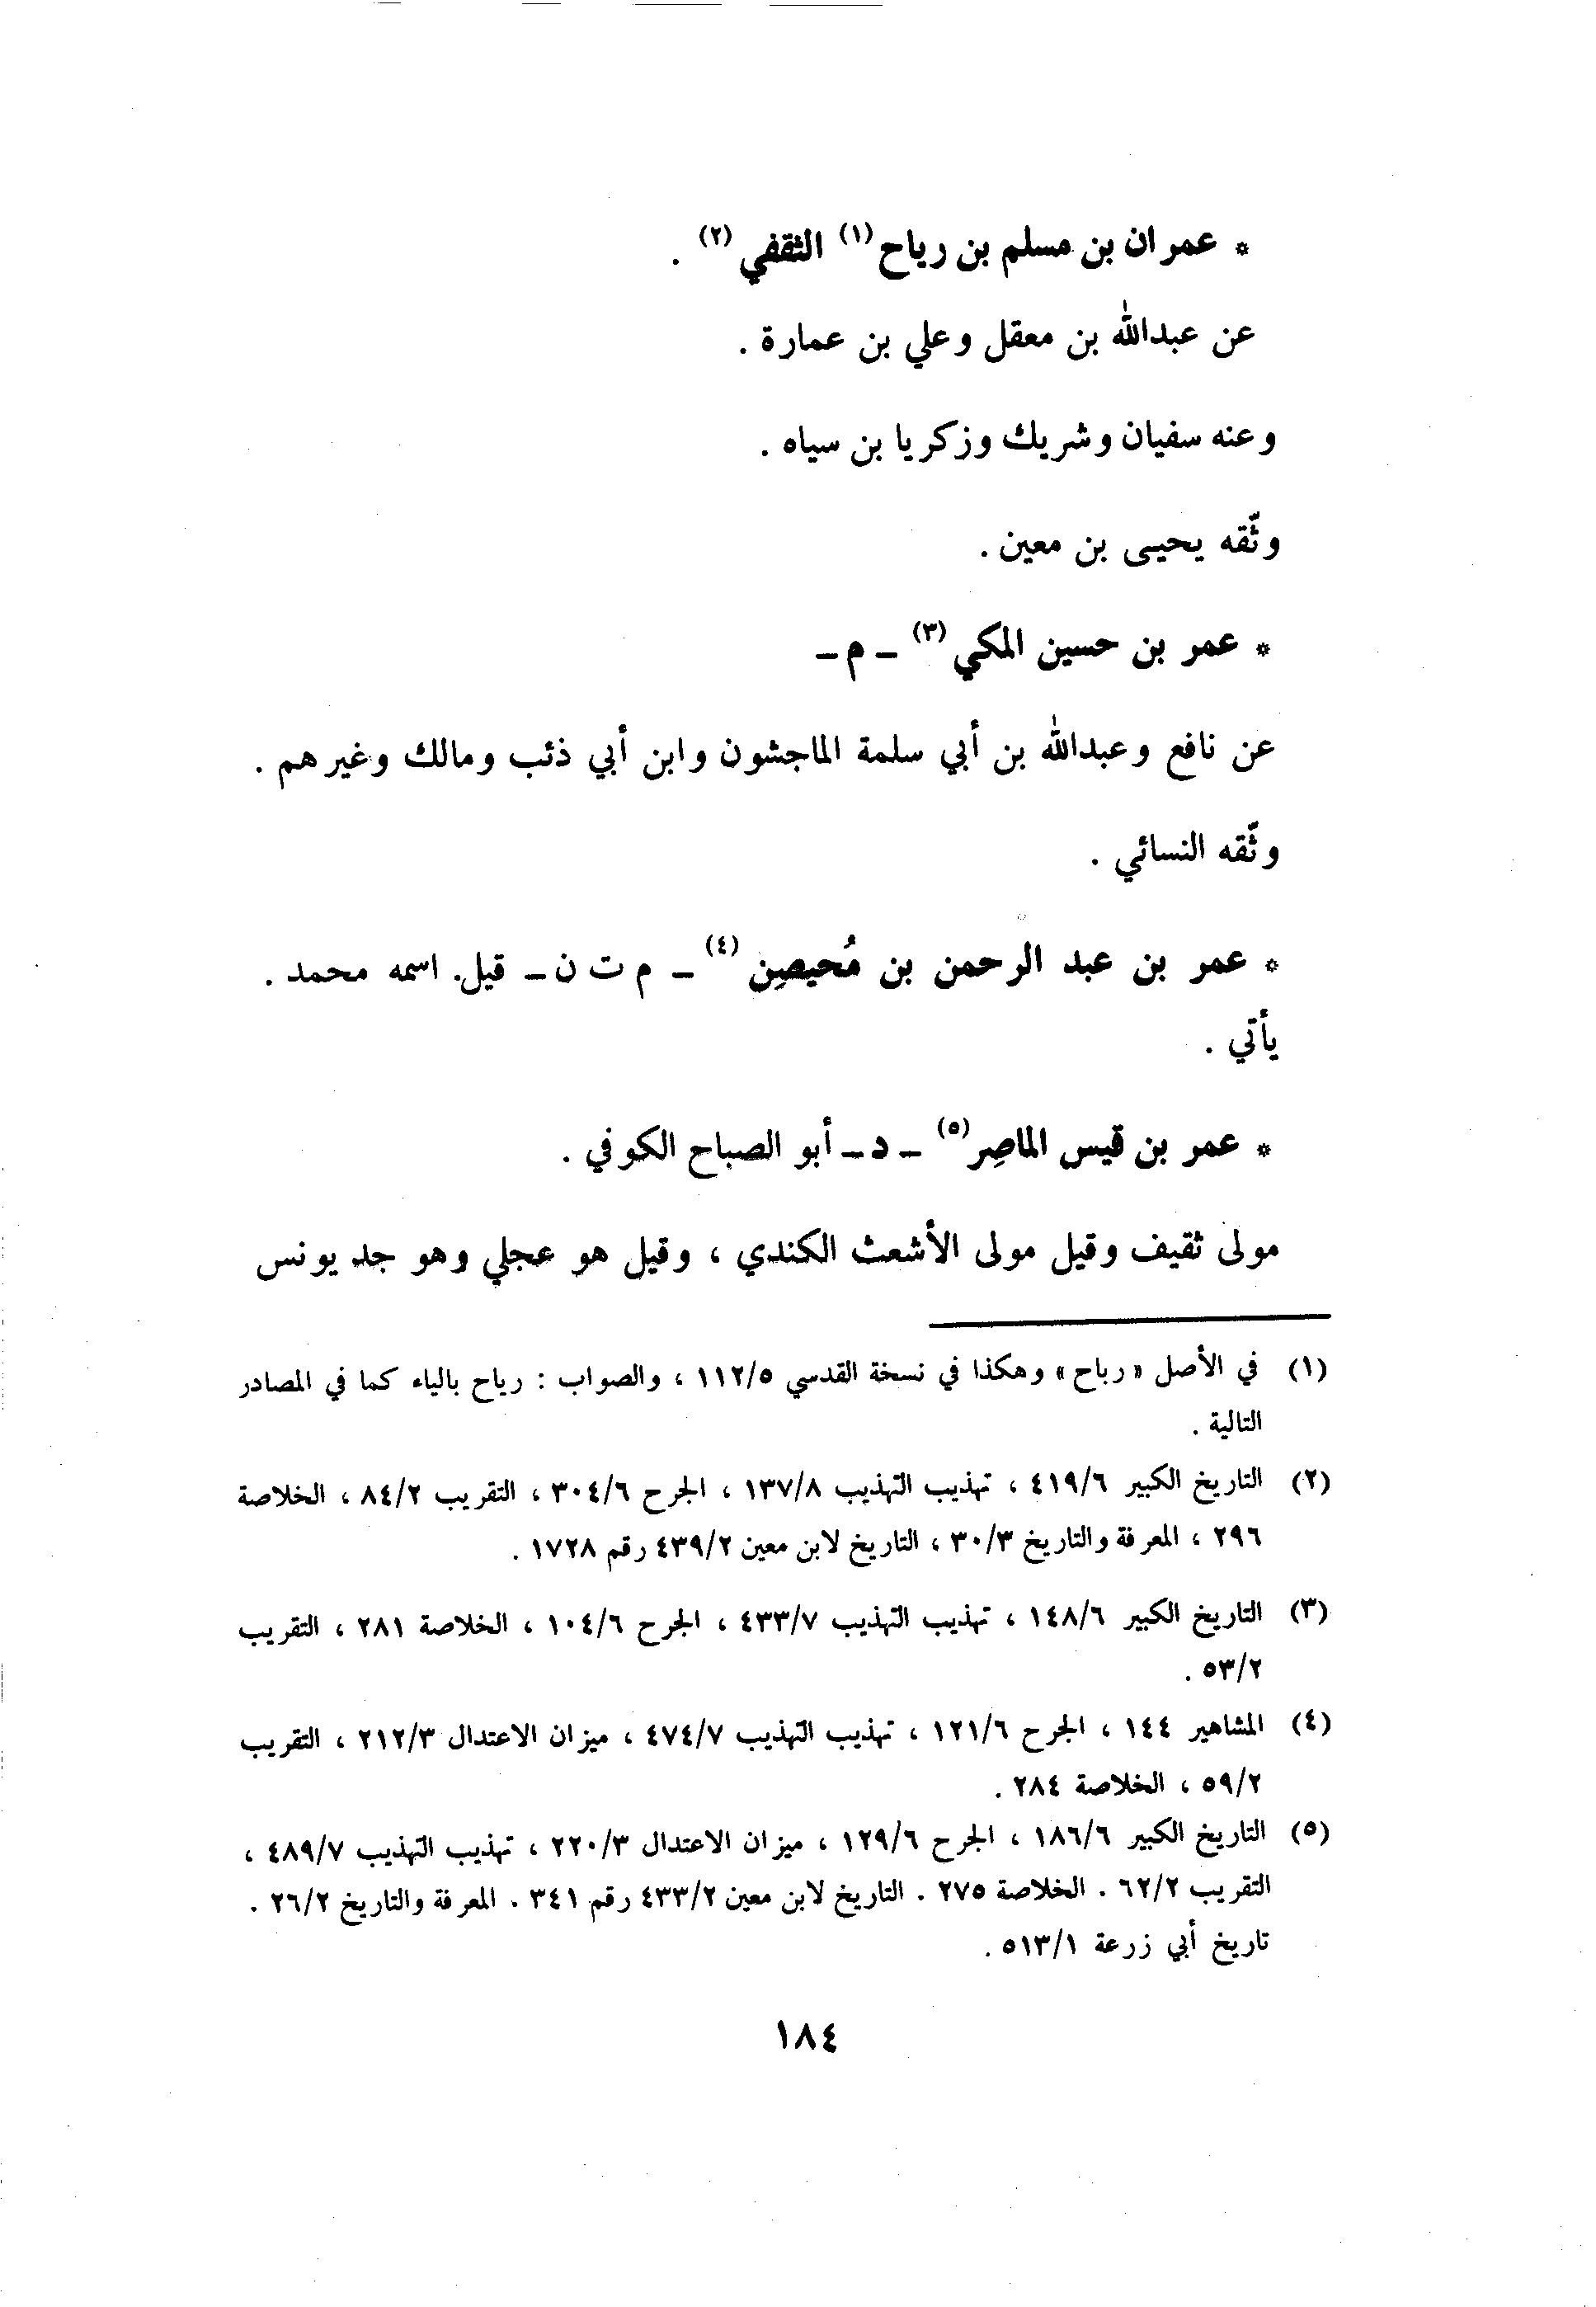 * عمران بن مسلم بن رياح (١) الثقفي (٢) .
عن عبدالله بن معقل وعلي بن عمارة .
وعنه سفيان وشريك وزكريا بن سياه .
وثّقه يحيى بن معين .
* عمر بن حسين المكي (٣) ـ م ـ
عن نافع وعبدالله بن أبي سلمة الماجشون وابن أبي ذئب ومالك وغيرهم .
وثّقه النسائي .
* عمر بن عبد الرحمن بن مُحيصِن (٤) ـ م ت ن ـ قيل . اسمه محمد .
يأتي .
* عمر بن قيس الماصِر (٥) ـ د ـ أبو الصباح الكوفي .
مولى ثقيف وقيل مولى الأشعث الكندي ، وقيل هو عجلي وهو جد يونس
(١) في الأصل « رباح » وهكذا في نسخة القدسي ١١٢/٥ ، والصواب : رياح بالياء كما في المصادر
التالية .
(٢) التاريخ الكبير ٤١٩/٦ ، تهذيب التهذيب ١٣٧/٨ ، الجرح ٣٠٤/٦ ، التقريب ٨٤/٢ ، الخلاصة
٢٩٦ ، المعرفة والتاريخ ٣٠/٣ ، التاريخ لابن معين ٤٣٩/٢ رقم ١٧٢٨ .
(٣) التاريخ الكبير ١٤٨/٦ ، تهذيب التهذيب ٤٣٣/٧ ، الجرح ١٠٤/٦ ، الخلاصة ٢٨١ ، التقريب
٥٣/٢ .
(٤) المشاهير ١٤٤ ، الجرح ١٢١/٦ ، تهذيب التهذيب ٤٧٤/٧ ، ميزان الاعتدال ٢١٢/٣ ، التقريب
٥٩/٢ ، الخلاصة ٢٨٤ .
(٥) التاريخ الكبير ١٨٦/٦ ، الجرح ١٢٩/٦ ، ميزان الاعتدال ٢٢٠/٣ ، تهذيب التهذيب ٤٨٩/٧ ،
التقريب ٦٢/٢ . الخلاصة ٢٧٥ . التاريخ لابن معين ٤٣٣/٢ رقم ٣٤١ . المعرفة والتاريخ ٢٦/٢ .
تاريخ أبي زرعة ٥١٣/١ .
١٨٤